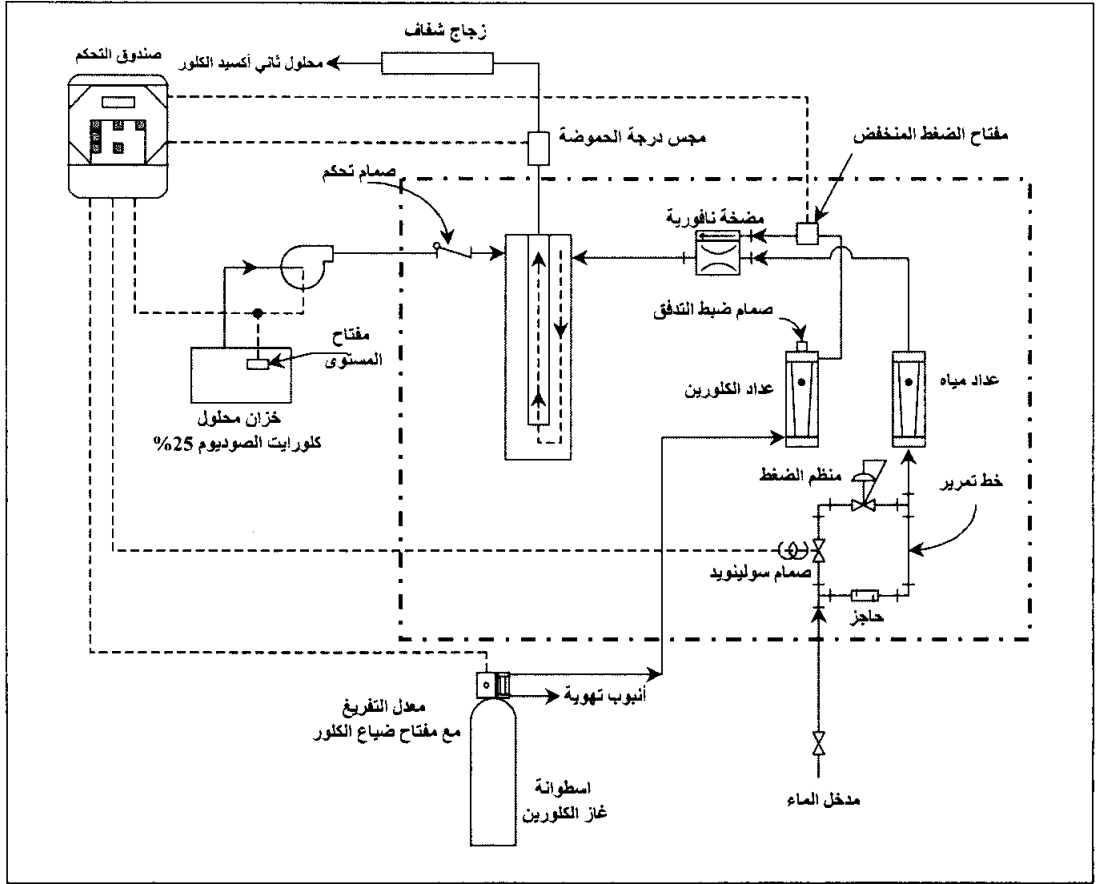 زجاج شفاف
صندوق التحكم
محلول ثاني أكسيد الكلور
مجس درجة الحموضة
مفتاح الضغط المنخفض
صمام تحكم
مضخة نافورية
صمام ضبط التدفق
مفتاح
المستوى
عداد الكلورين
عداد مياه
خزان محلول
كلورايت الصوديوم 25%
منظم الضغط
خط تمرير
صمام سولينويد
حاجز
أنبوب تهوية
معدل التفريغ
مع مفتاح ضياع الكلور
اسطوانة
غاز الكلورين
مدخل الماء